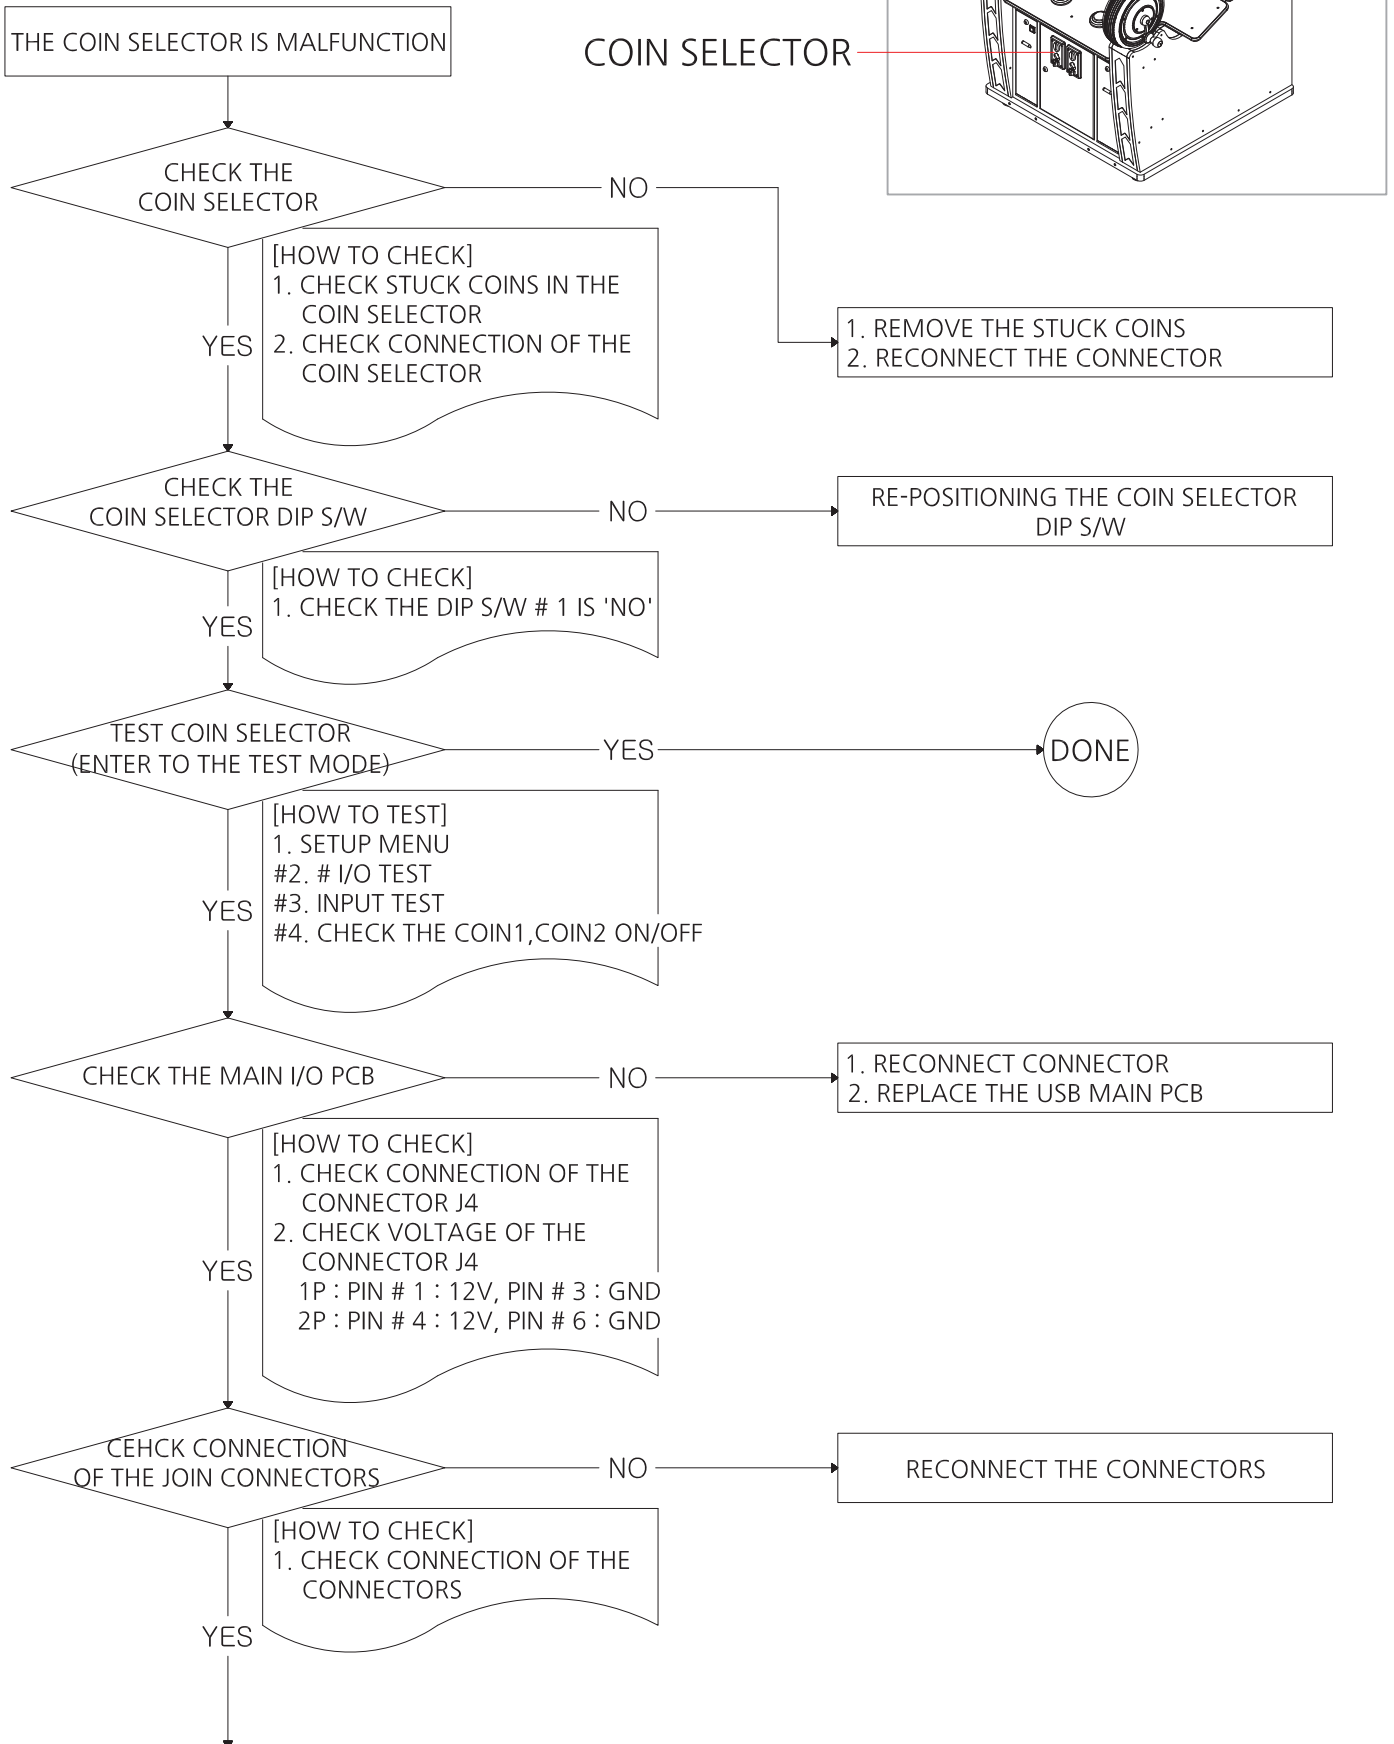 THE COIN SELECTOR IS MALFUNCTION
COIN SELECTOR
CHECK THE
COIN SELECTOR
NO
[HOW TO CHECK]
1. CHECK STUCK COINS IN THE
COIN SELECTOR
2. CHECK CONNECTION OF THE
COIN SELECTOR
YES
1. REMOVE THE STUCK COINS
2. RECONNECT THE CONNECTOR
CHECK THE
COIN SELECTOR DIP S/W
NO
RE-POSITIONING THE COIN SELECTOR
DIP S/W
[HOW TO CHECK]
1. CHECK THE DIP S/W # 1 IS 'NO'
YES
TEST COIN SELECTOR
(ENTER TO THE TEST MODE)
YES
DONE
[HOW TO TEST]
1. SETUP MENU
#2. # I/O TEST
#3. INPUT TEST
#4. CHECK THE COIN1,COIN2 ON/OFF
YES
CHECK THE MAIN I/O PCB
NO
1. RECONNECT CONNECTOR
2. REPLACE THE USB MAIN PCB
[HOW TO CHECK]
1. CHECK CONNECTION OF THE
CONNECTOR J4
2. CHECK VOLTAGE OF THE
CONNECTOR J4
1P : PIN # 1 : 12V, PIN # 3 : GND
2P : PIN # 4 : 12V, PIN # 6 : GND
YES
CEHCK CONNECTION
OF THE JOIN CONNECTORS
NO
RECONNECT THE CONNECTORS
[HOW TO CHECK]
1. CHECK CONNECTION OF THE
CONNECTORS
YES